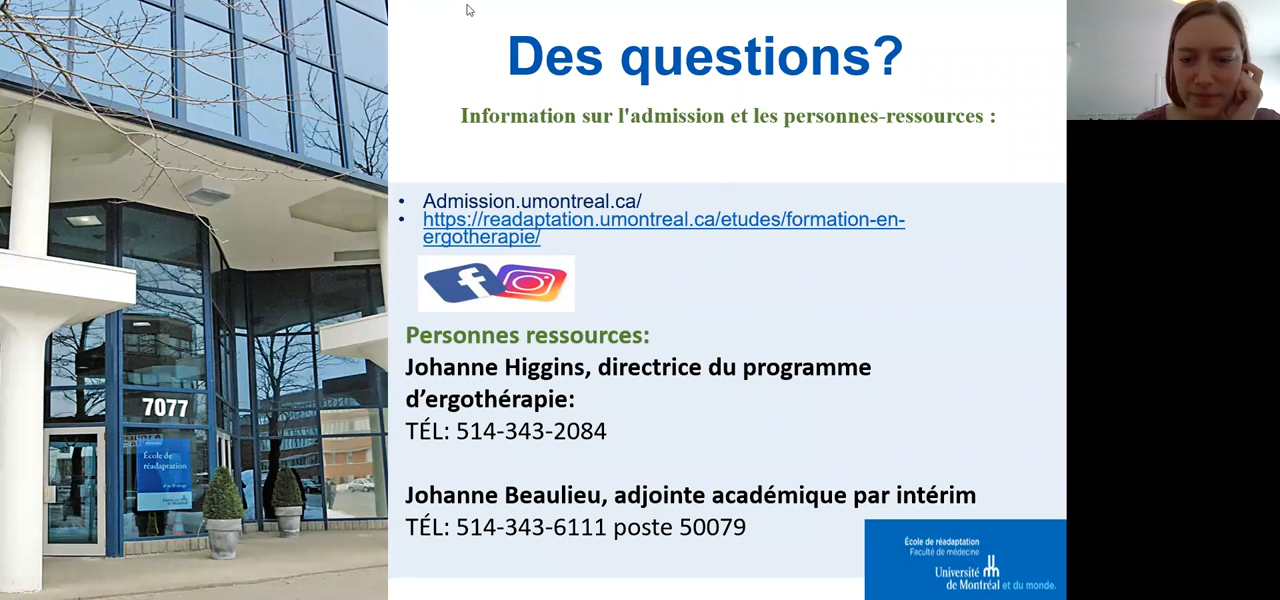 Des questions?
Information sur l'admission et les personnes-ressources :
• Admission.umontreal.ca/
• https://readaptation.umontreal.ca/etudes/formation-en-
ergotherapie/
Personnes ressources:
Johanne Higgins, directrice du programme
d’ergothérapie:
TÉL: 514-343-2084
Johanne Beaulieu, adjointe académique par intérim
TÉL: 514-343-6111 poste 50079
7077
École de
réadaptation
École de réadaptation
Faculté de médecine
Université
de Montréal et du monde.